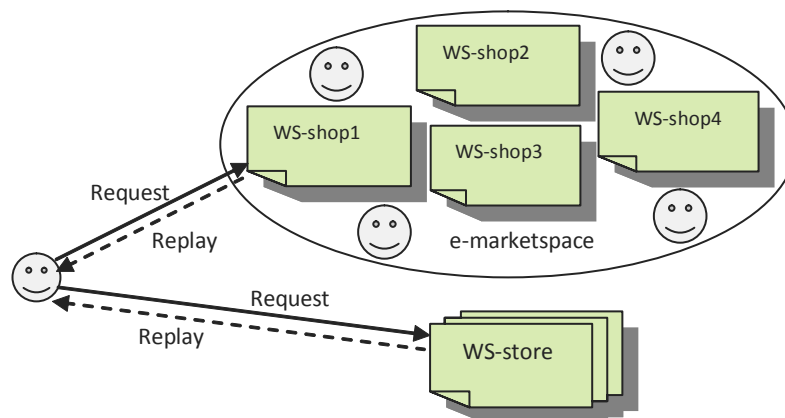 WS-shop2
WS-shop1
WS-shop4
WS-shop3
Request
Replay
e-marketspace
Request
Replay
WS-store